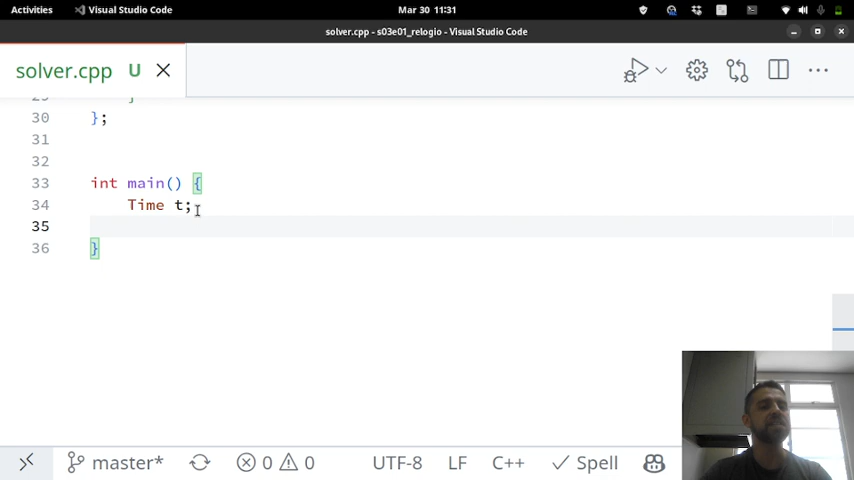 Activities Visual Studio Code Mar 30 11:31
solver.cpp - s03e01_relogio - Visual Studio Code
solver.cpp U
30 };
31
32
33 int main() {
34 Time t;
35
36 }
master* 0 0 UTF-8 LF C++ Spell